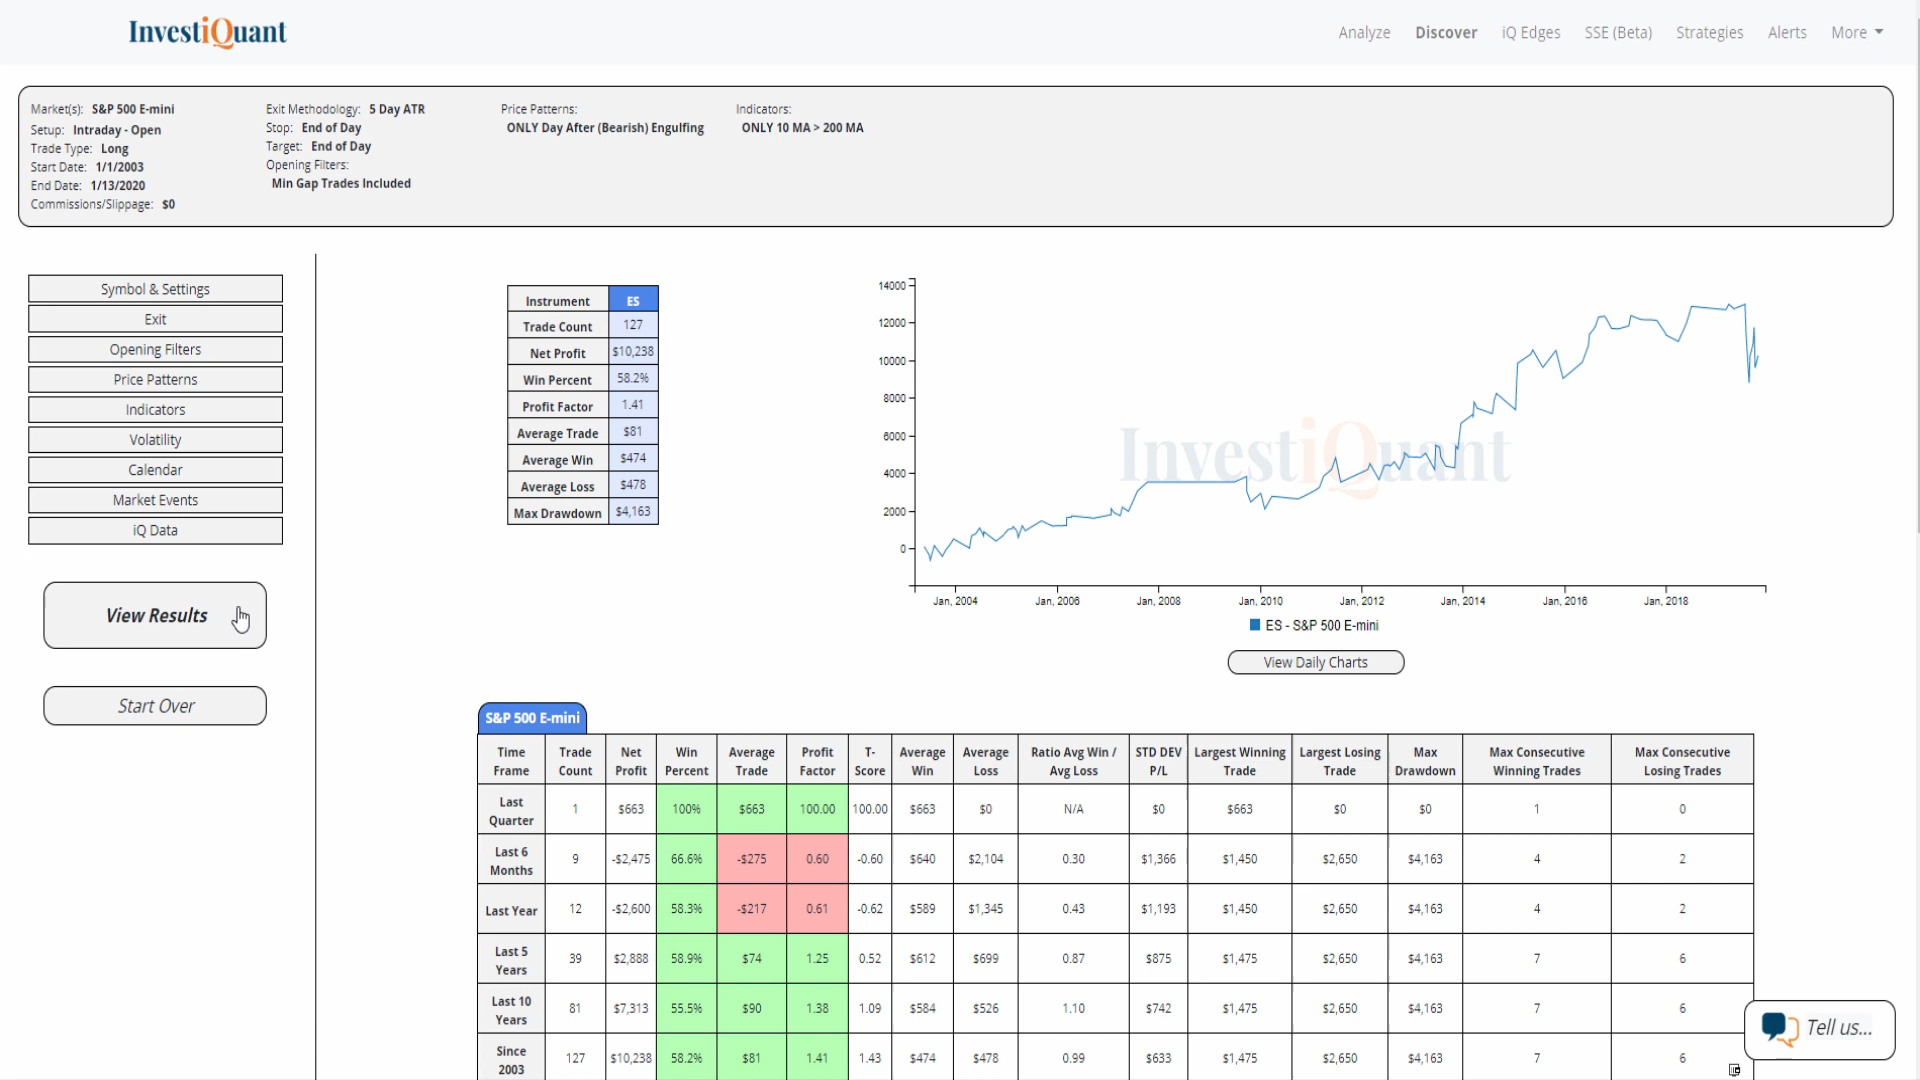 InvestiQuant
Analyze Discover iQ Edges SSE (Beta) Strategies Alerts More
Market(s): S&P 500 E-mini
Setup: Intraday - Open
Trade Type: Long
Start Date: 1/1/2003
End Date: 1/13/2020
Commissions/Slippage: $0
Exit Methodology: 5 Day ATR
Stop: End of Day
Target: End of Day
Opening Filters:
Min Gap Trades Included
Price Patterns:
ONLY Day After (Bearish) Engulfing
Indicators:
ONLY 10 MA > 200 MA
Symbol & Settings
Exit
Opening Filters
Price Patterns
Indicators
Volatility
Calendar
Market Events
iQ Data
View Results
Start Over
Instrument ES
Trade Count 127
Net Profit $10,238
Win Percent 58.2%
Profit Factor 1.41
Average Trade $81
Average Win $474
Average Loss $478
Max Drawdown $4,163
14000
12000
10000
8000
6000
4000
2000
0
InvestiQuant
Jan, 2004 Jan, 2006 Jan, 2008 Jan, 2010 Jan, 2012 Jan, 2014 Jan, 2016 Jan, 2018
ES - S&P 500 E-mini
View Daily Charts
S&P 500 E-mini
Time Trade Net Win Average Profit T- Average Average Ratio Avg Win / STD DEV Largest Winning Largest Losing Max Max Consecutive Max Consecutive
Frame Count Profit Percent Trade Factor Score Win Loss Avg Loss P/L Trade Trade Drawdown Winning Trades Losing Trades
Last
Quarter 1 $663 100% $663 100.00 100.00 $663 $0 N/A $0 $663 $0 $0 1 0
Last 6
Months 9 -$2,475 66.6% -$275 0.60 -0.60 $640 $2,104 0.30 $1,366 $1,450 $2,650 $4,163 4 2
Last Year 12 -$2,600 58.3% -$217 0.61 -0.62 $589 $1,345 0.43 $1,193 $1,450 $2,650 $4,163 4 2
Last 5
Years 39 $2,888 58.9% $74 1.25 0.52 $612 $699 0.87 $875 $1,475 $2,650 $4,163 7 6
Last 10
Years 81 $7,313 55.5% $90 1.38 1.09 $584 $526 1.10 $742 $1,475 $2,650 $4,163 7 6
Since
2003 127 $10,238 58.2% $81 1.41 1.43 $474 $478 0.99 $633 $1,475 $2,650 $4,163 7 6
Tell us...